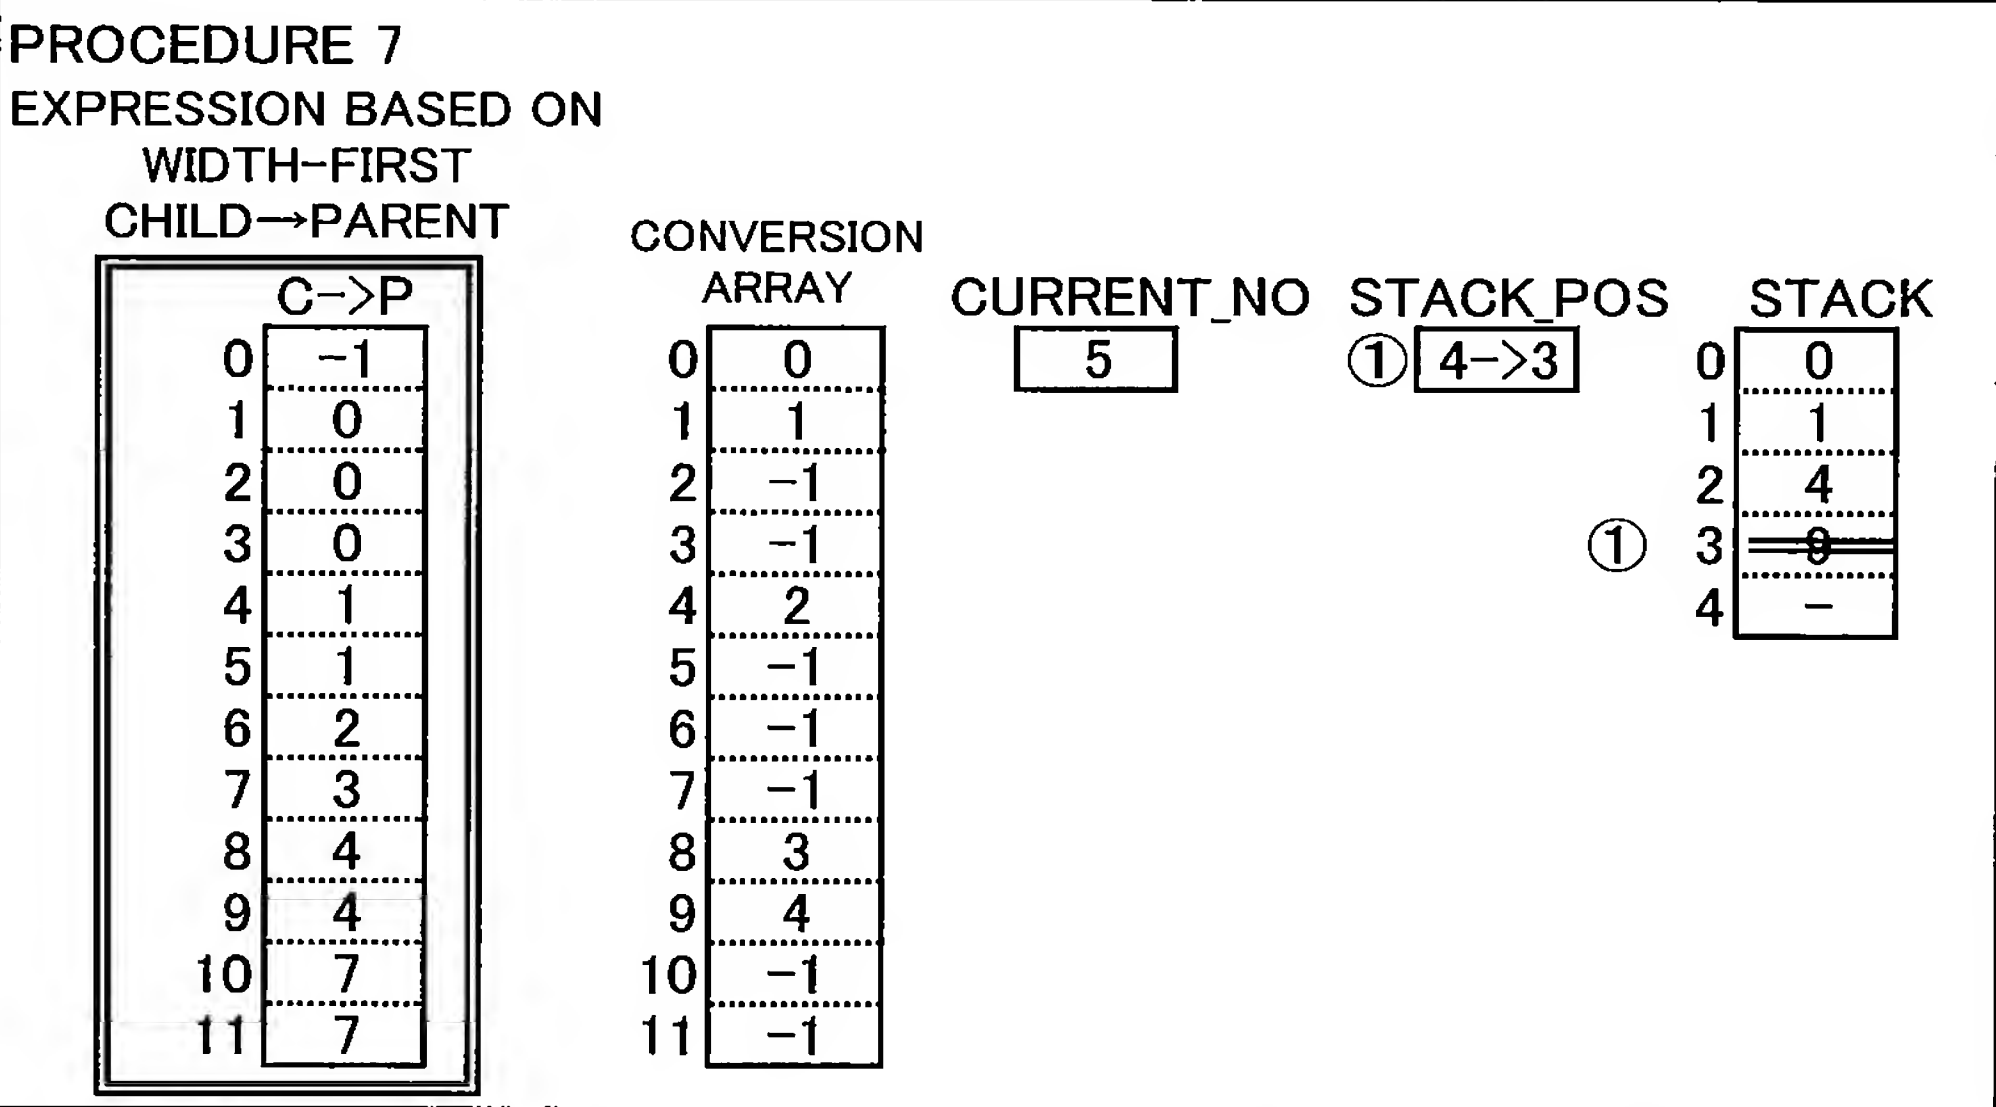 PROCEDURE 7
EXPRESSION BASED ON
WIDTH-FIRST
CHILD→PARENT
C->P
0 -1
1 0
2 0
3 0
4 1
5 1
6 2
7 3
8 4
9 4
10 7
11 7
CONVERSION
ARRAY
0 0
1 1
2 -1
3 -1
4 2
5 -1
6 -1
7 -1
8 3
9 4
10 -1
11 -1
CURRENT_NO
5
STACK_POS
① 4->3
STACK
0 0
1 1
2 4
① 3 9
4 -